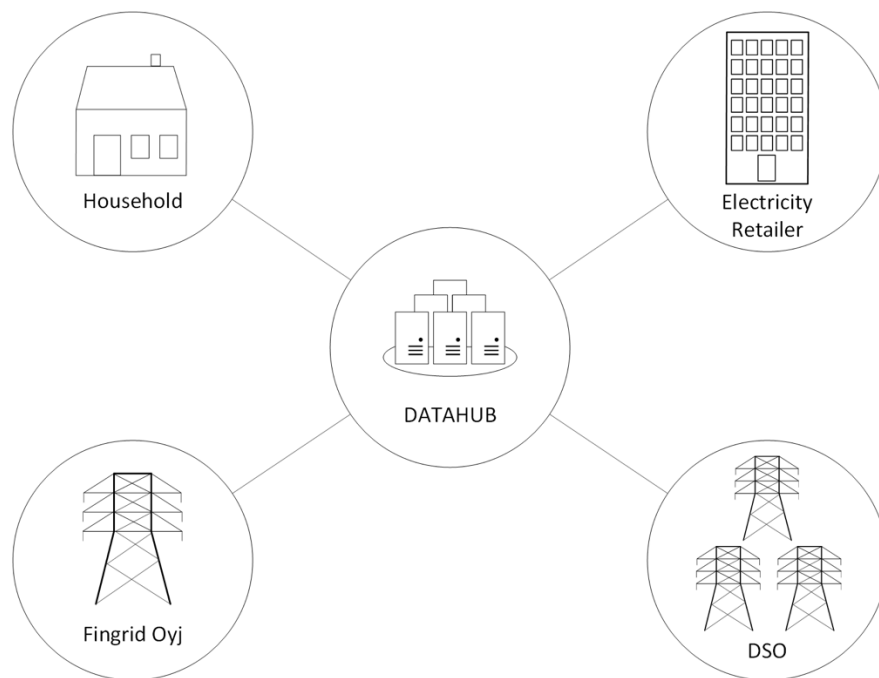 Household
Electricity
Retailer
DATAHUB
Fingrid Oyj
DSO